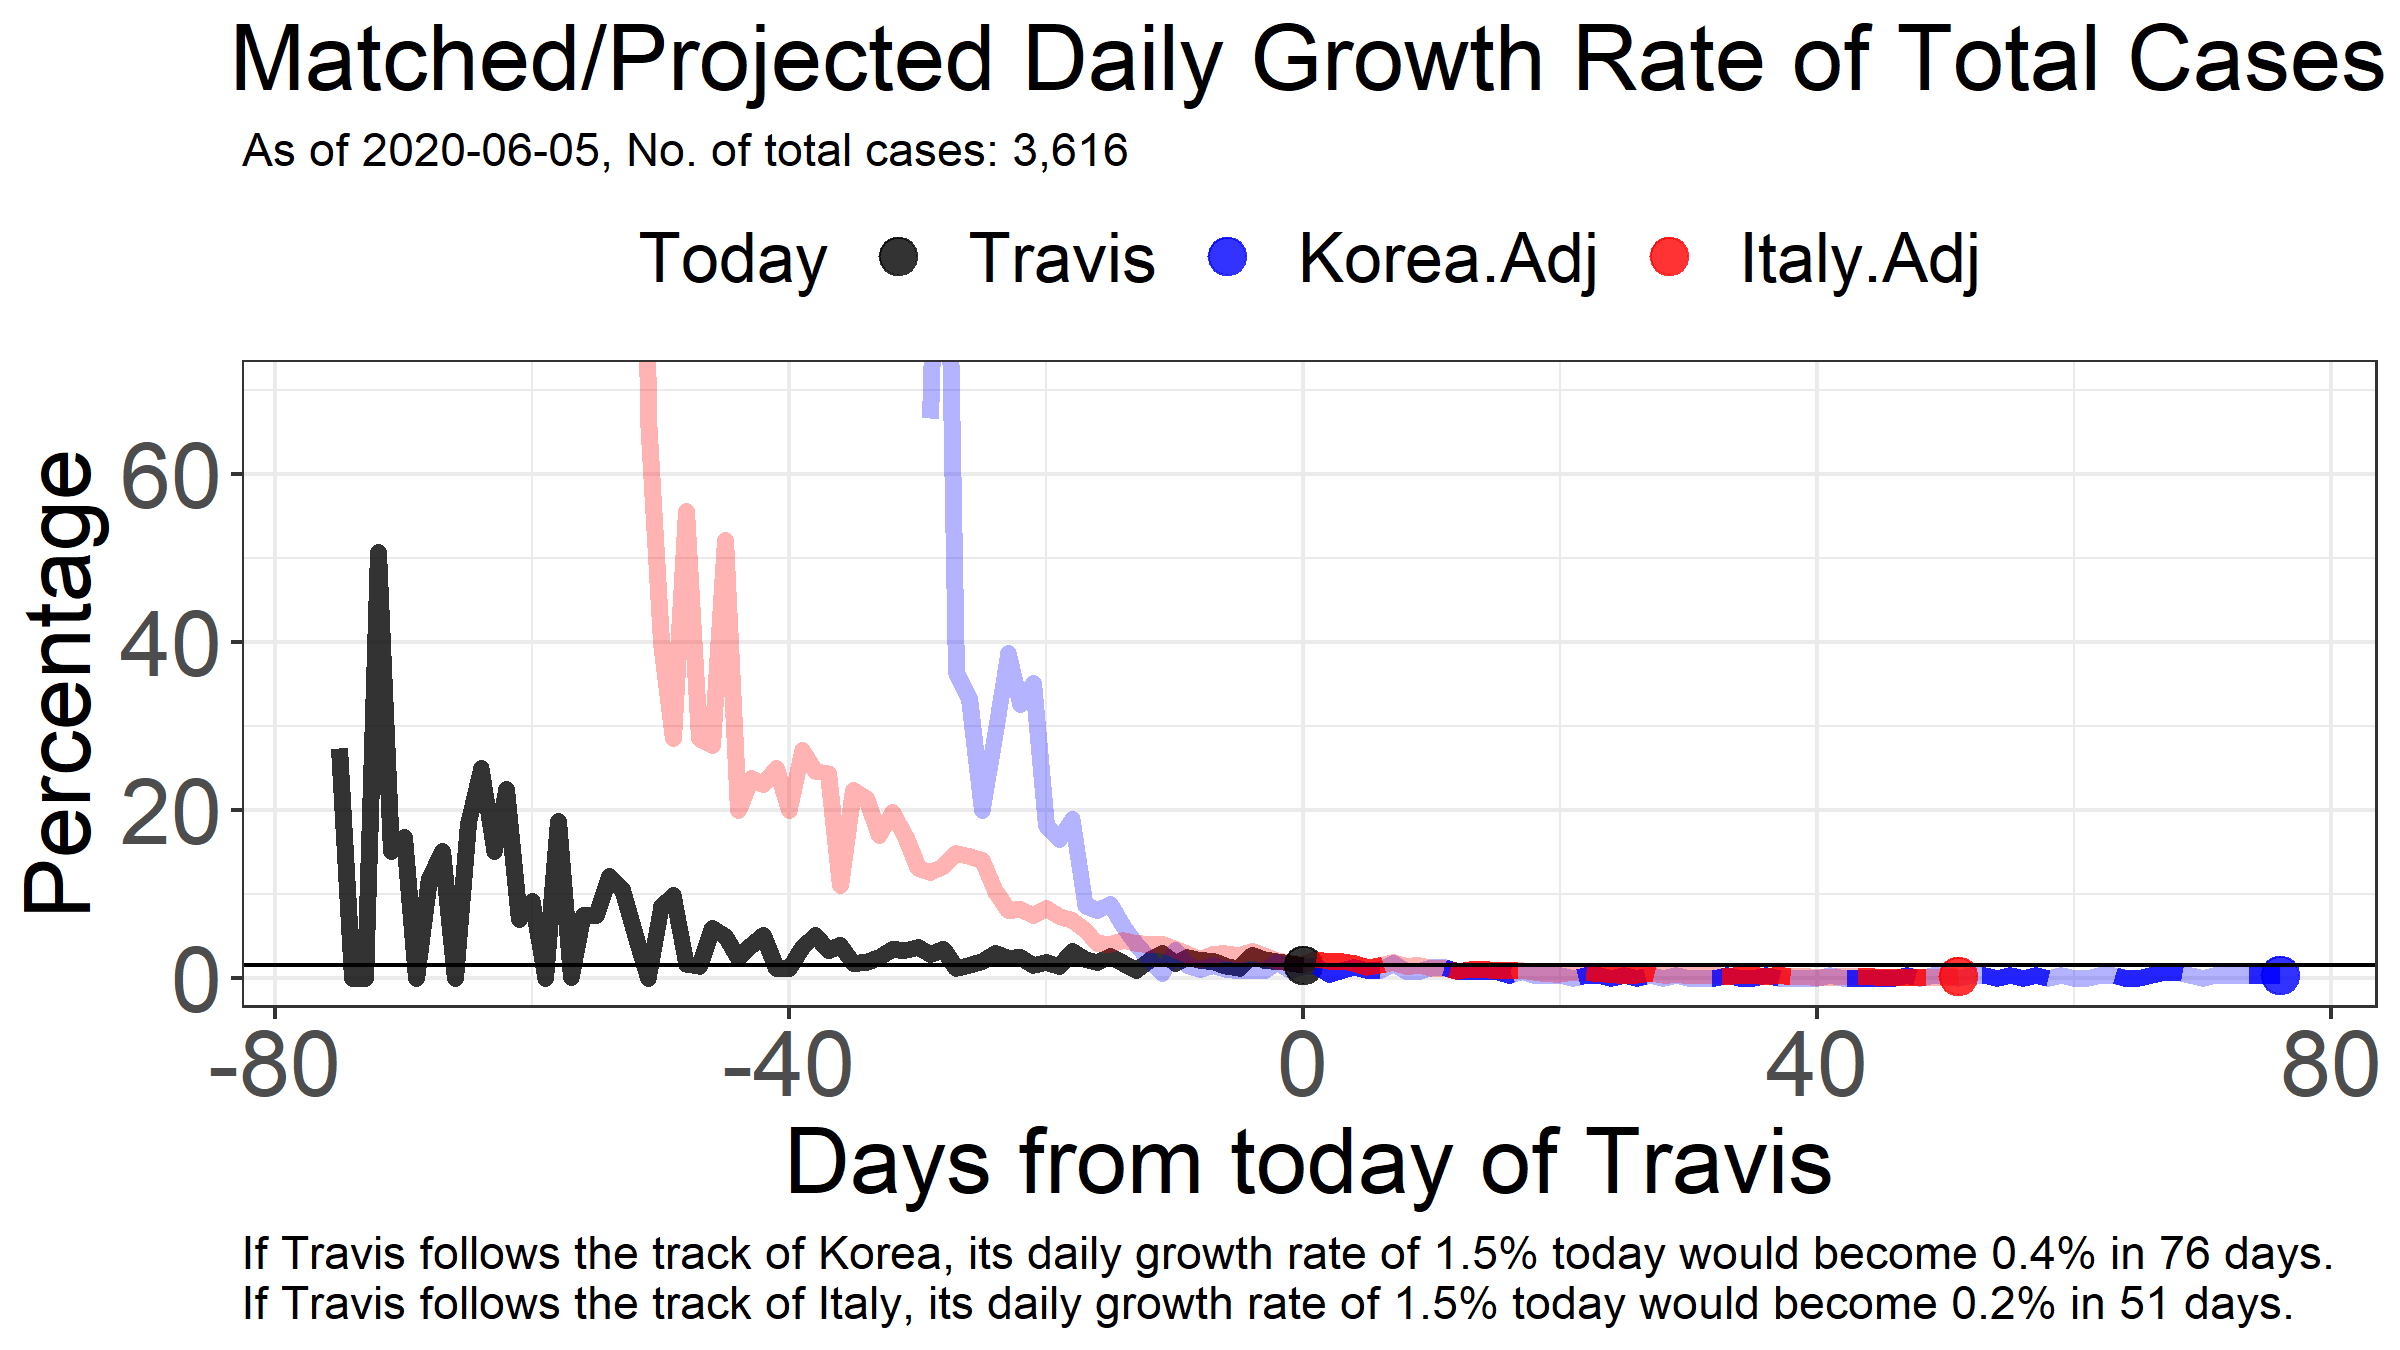 Matched/Projected Daily Growth Rate of Total Cases
As of 2020-06-05, No. of total cases: 3,616
Today Travis Korea.Adj Italy.Adj
Percentage
60
40
20
0
-80 -40 0 40 80
Days from today of Travis
If Travis follows the track of Korea, its daily growth rate of 1.5% today would become 0.4% in 76 days.
If Travis follows the track of Italy, its daily growth rate of 1.5% today would become 0.2% in 51 days.